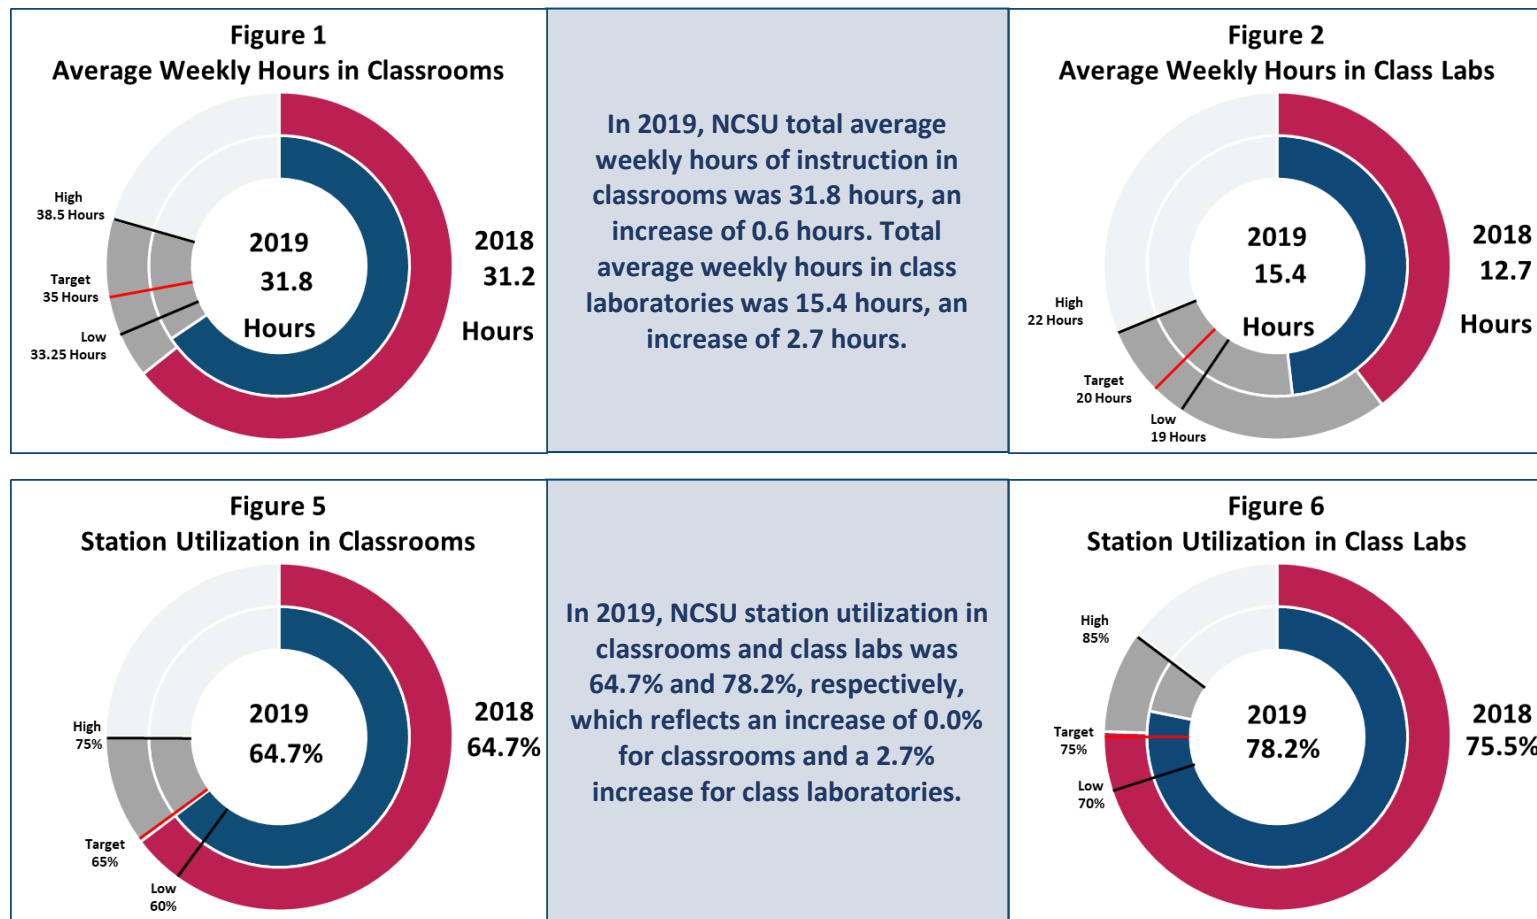 Figure 1
Average Weekly Hours in Classrooms
High
38.5 Hours
Target
35 Hours
Low
33.25 Hours
2019
31.8
Hours
2018
31.2
Hours
In 2019, NCSU total average
weekly hours of instruction in
classrooms was 31.8 hours, an
increase of 0.6 hours. Total
average weekly hours in class
laboratories was 15.4 hours, an
increase of 2.7 hours.
Figure 2
Average Weekly Hours in Class Labs
High
22 Hours
Target
20 Hours
Low
19 Hours
2019
15.4
Hours
2018
12.7
Hours
Figure 5
Station Utilization in Classrooms
High
75%
Target
65%
Low
60%
2019
64.7%
2018
64.7%
In 2019, NCSU station utilization in
classrooms and class labs was
64.7% and 78.2%, respectively,
which reflects an increase of 0.0%
for classrooms and a 2.7%
increase for class laboratories.
Figure 6
Station Utilization in Class Labs
High
85%
Target
75%
Low
70%
2019
78.2%
2018
75.5%